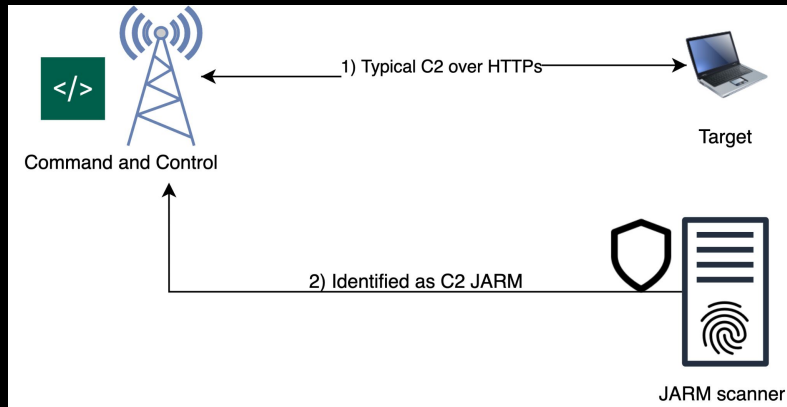 1) Typical C2 over HTTPs
</>
Target
Command and Control
2) Identified as C2 JARM
JARM scanner